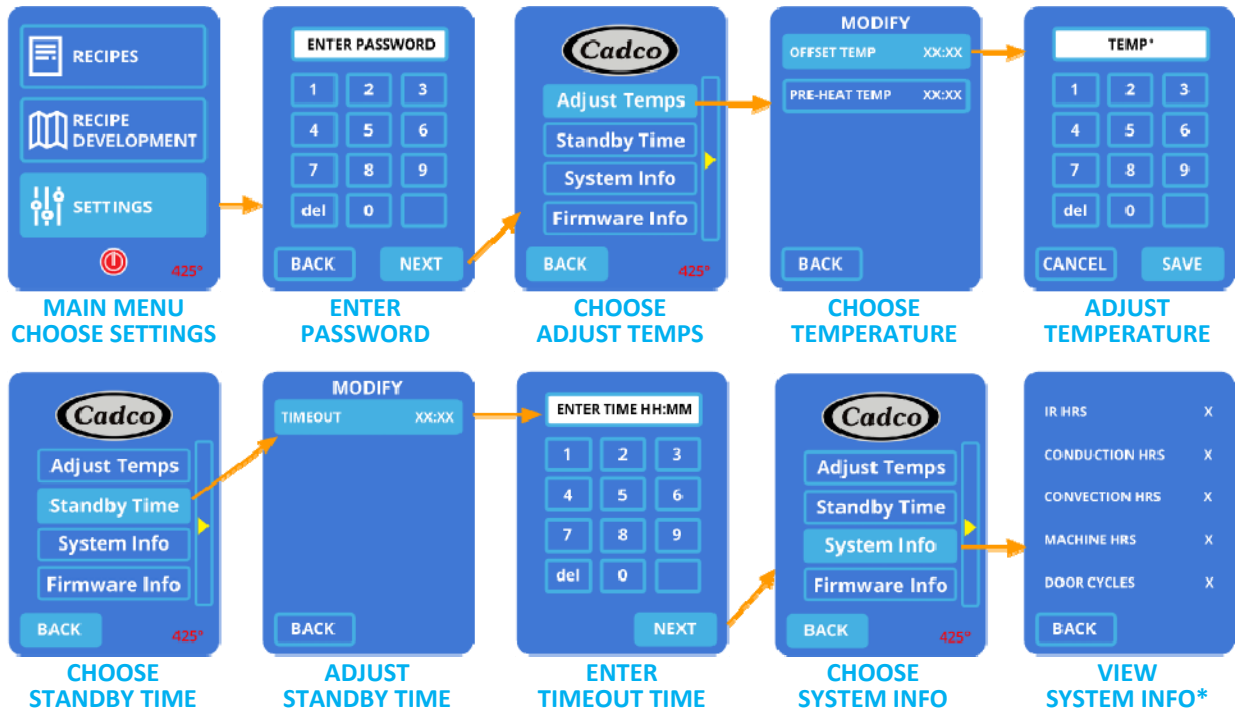 RECIPES
RECIPE
DEVELOPMENT
SETTINGS
425°
MAIN MENU
CHOOSE SETTINGS
ENTER PASSWORD
1 2 3
4 5 6
7 8 9
del 0
BACK NEXT
ENTER
PASSWORD
Cadco
Adjust Temps
Standby Time
System Info
Firmware Info
BACK 425°
CHOOSE
ADJUST TEMPS
MODIFY
OFFSET TEMP XX:XX
PRE-HEAT TEMP XX:XX
BACK
CHOOSE
TEMPERATURE
TEMP°
1 2 3
4 5 6
7 8 9
del 0
CANCEL SAVE
ADJUST
TEMPERATURE
Cadco
Adjust Temps
Standby Time
System Info
Firmware Info
BACK 425°
CHOOSE
STANDBY TIME
MODIFY
TIMEOUT XX:XX
BACK
ADJUST
STANDBY TIME
ENTER TIME HH:MM
1 2 3
4 5 6
7 8 9
del 0
NEXT
ENTER
TIMEOUT TIME
Cadco
Adjust Temps
Standby Time
System Info
Firmware Info
BACK 425°
CHOOSE
SYSTEM INFO
IR HRS X
CONDUCTION HRS X
CONVECTION HRS X
MACHINE HRS X
DOOR CYCLES X
BACK
VIEW
SYSTEM INFO*